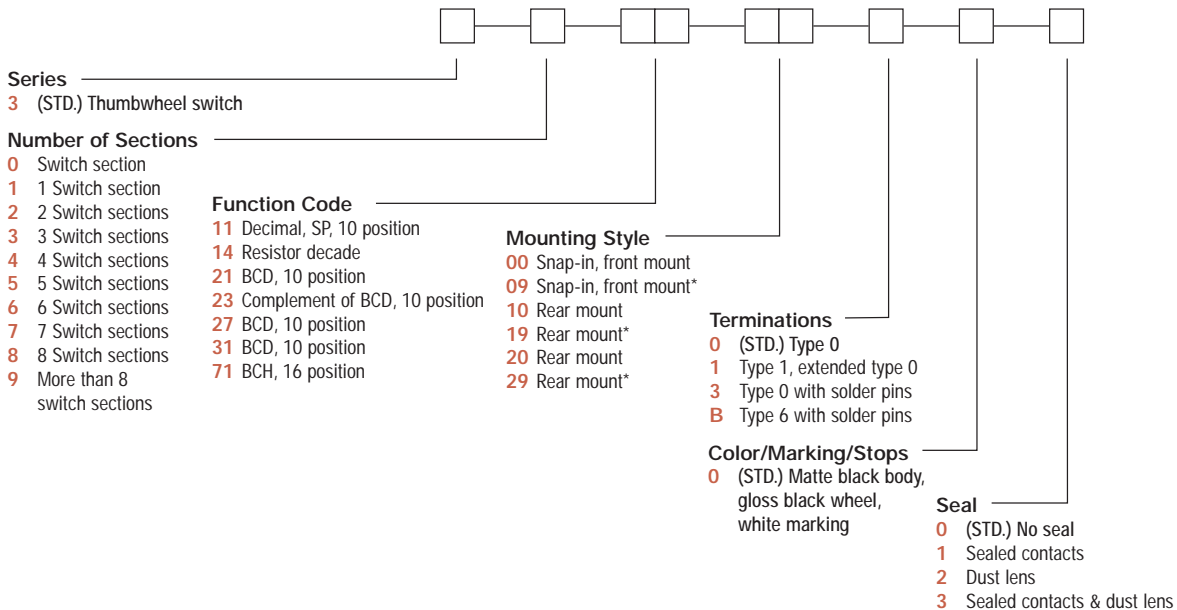 Series
3 (STD.) Thumbwheel switch
Number of Sections
0 Switch section
1 1 Switch section
2 2 Switch sections
3 3 Switch sections
4 4 Switch sections
5 5 Switch sections
6 6 Switch sections
7 7 Switch sections
8 8 Switch sections
9 More than 8
switch sections
Function Code
11 Decimal, SP, 10 position
14 Resistor decade
21 BCD, 10 position
23 Complement of BCD, 10 position
27 BCD, 10 position
31 BCD, 10 position
71 BCH, 16 position
Mounting Style
00 Snap-in, front mount
09 Snap-in, front mount*
10 Rear mount
19 Rear mount*
20 Rear mount
29 Rear mount*
Terminations
0 (STD.) Type 0
1 Type 1, extended type 0
3 Type 0 with solder pins
B Type 6 with solder pins
Color/Marking/Stops
0 (STD.) Matte black body,
gloss black wheel,
white marking
Seal
0 (STD.) No seal
1 Sealed contacts
2 Dust lens
3 Sealed contacts & dust lens